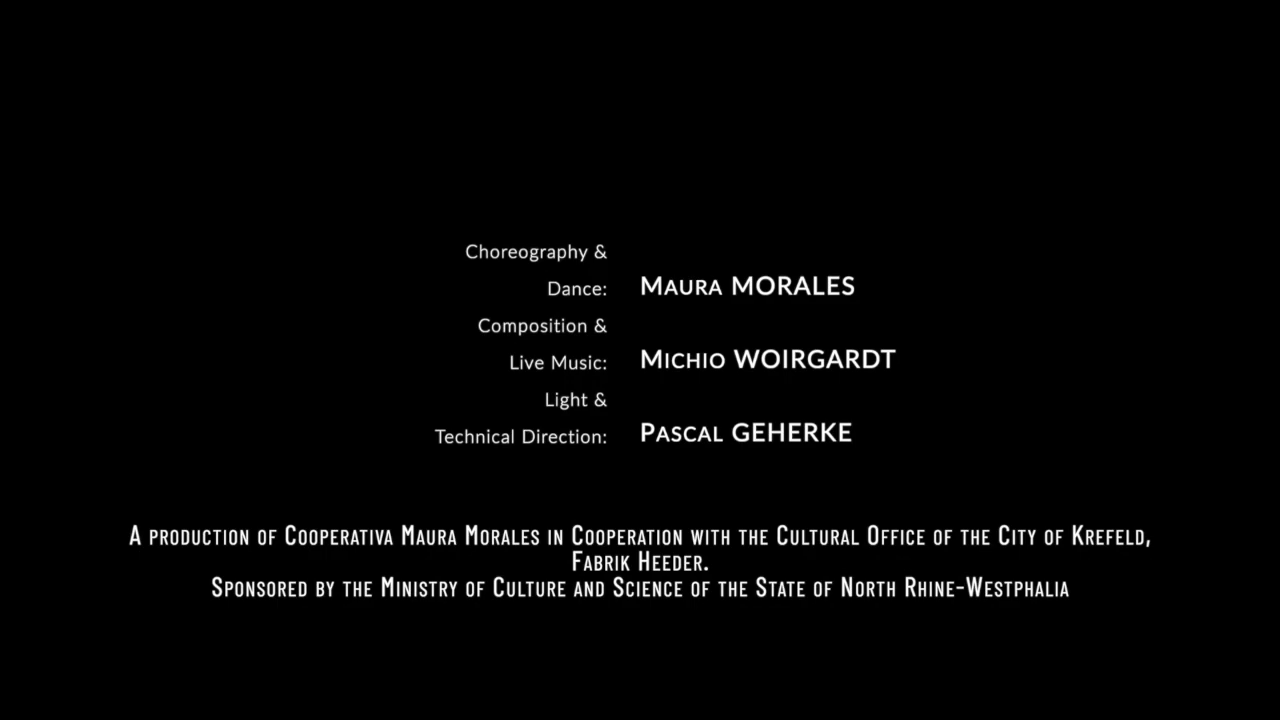 Choreography &
Dance: Maura MORALES
Composition &
Live Music: Michio WOIRGARDT
Light &
Technical Direction: Pascal GEHERKE
A production of Cooperativa Maura Morales in Cooperation with the Cultural Office of the City of Krefeld,
Fabrik Heeder.
Sponsored by the Ministry of Culture and Science of the State of North Rhine-Westphalia